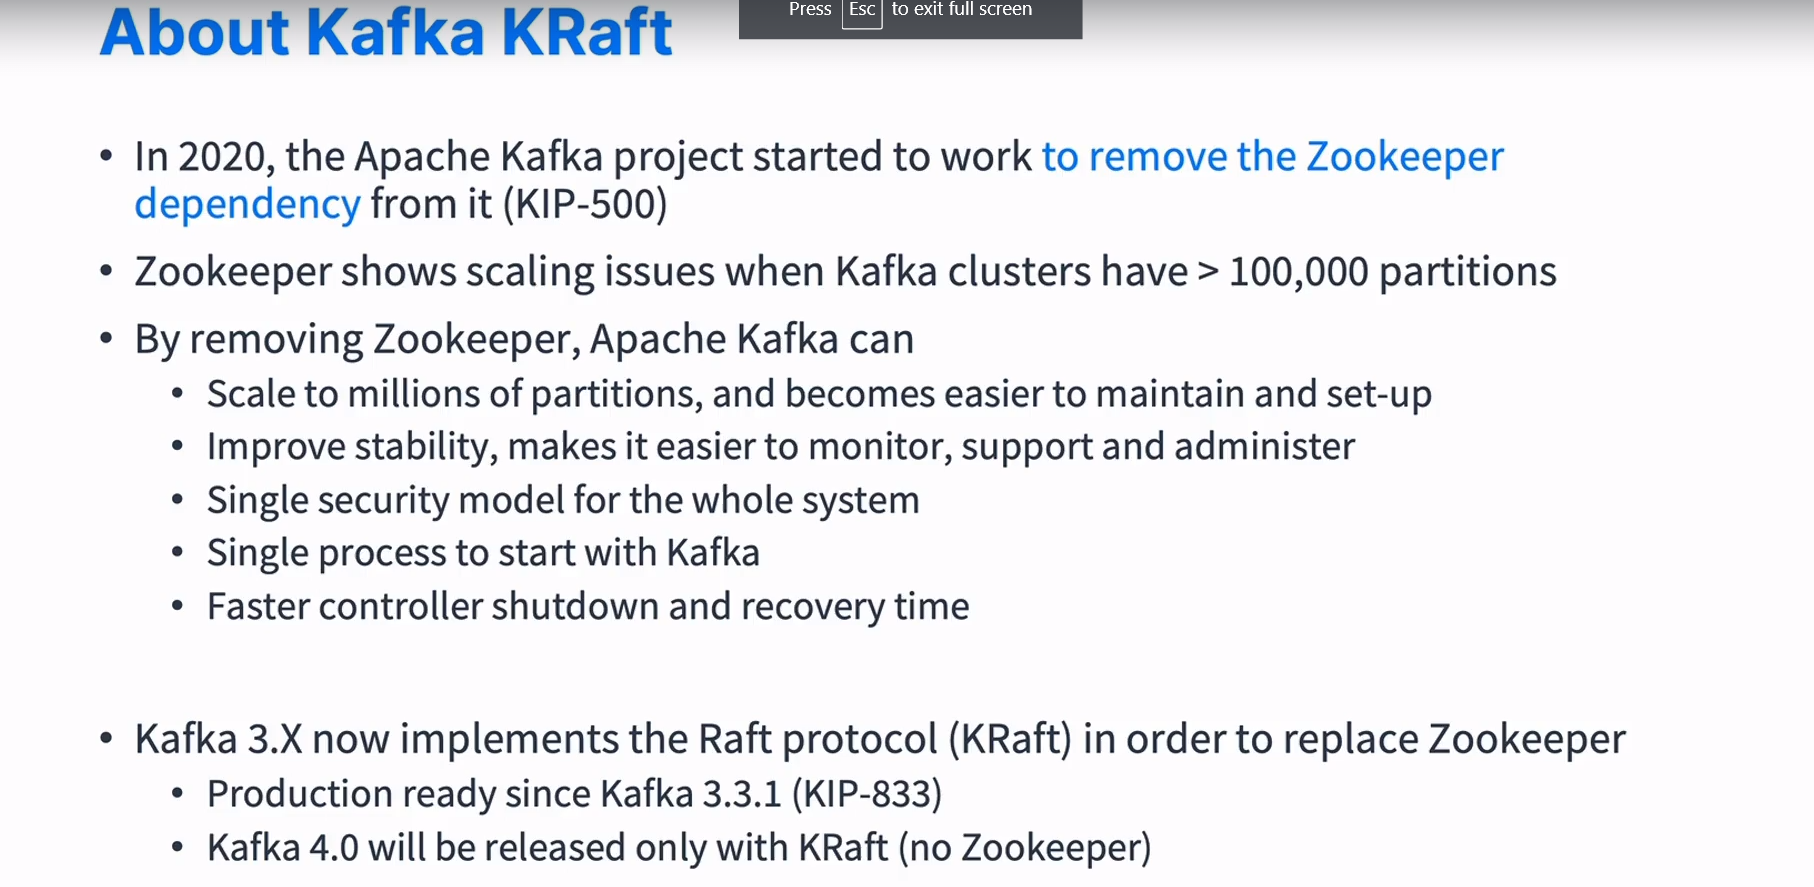 Press Esc to exit full screen
About Kafka KRaft
• In 2020, the Apache Kafka project started to work to remove the Zookeeper
dependency from it (KIP-500)
• Zookeeper shows scaling issues when Kafka clusters have > 100,000 partitions
• By removing Zookeeper, Apache Kafka can
• Scale to millions of partitions, and becomes easier to maintain and set-up
• Improve stability, makes it easier to monitor, support and administer
• Single security model for the whole system
• Single process to start with Kafka
• Faster controller shutdown and recovery time
• Kafka 3.X now implements the Raft protocol (KRaft) in order to replace Zookeeper
• Production ready since Kafka 3.3.1 (KIP-833)
• Kafka 4.0 will be released only with KRaft (no Zookeeper)